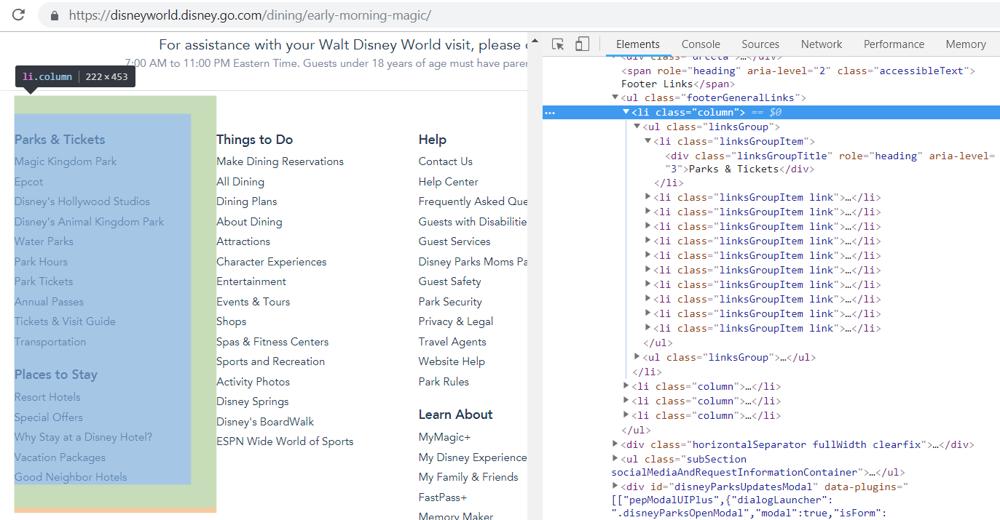 https://disneyworld.disney.go.com/dining/early-morning-magic/
For assistance with your Walt Disney World visit, please
7:00 AM to 11:00 PM Eastern Time. Guests under 18 years of age must have
li.column 222 × 453
Parks & Tickets
Magic Kingdom Park
Epcot
Disney's Hollywood Studios
Disney's Animal Kingdom Park
Water Parks
Park Hours
Park Tickets
Annual Passes
Tickets & Visit Guide
Transportation
Places to Stay
Resort Hotels
Special Offers
Why Stay at a Disney Hotel?
Vacation Packages
Good Neighbor Hotels
Things to Do
Make Dining Reservations
All Dining
Dining Plans
About Dining
Attractions
Character Experiences
Entertainment
Events & Tours
Shops
Spas & Fitness Centers
Sports and Recreation
Activity Photos
Disney Springs
Disney's BoardWalk
ESPN Wide World of Sports
Help
Contact Us
Help Center
Frequently Asked
Guests with
Guest Services
Disney Parks Moms
Guest Safety
Park Security
Privacy & Legal
Travel Agents
Website Help
Park Rules
Learn About
MyMagic+
My Disney Experience
My Family & Friends
FastPass+
Memory Maker
Elements Console Sources Network Performance Memory
<span role="heading" aria-level="2" class="accessibleText">
Footer Links</span>
▼<ul class="footerGeneralLinks">
… ▼<li class="column"> == $0
▼<ul class="linksGroup">
▼<li class="linksGroupItem">
<div class="linksGroupTitle" role="heading" aria-level=
"3">Parks & Tickets</div>
</li>
▶<li class="linksGroupItem link">…</li>
▶<li class="linksGroupItem link">…</li>
▶<li class="linksGroupItem link">…</li>
▶<li class="linksGroupItem link">…</li>
▶<li class="linksGroupItem link">…</li>
▶<li class="linksGroupItem link">…</li>
▶<li class="linksGroupItem link">…</li>
▶<li class="linksGroupItem link">…</li>
▶<li class="linksGroupItem link">…</li>
▶<li class="linksGroupItem link">…</li>
</ul>
▶<ul class="linksGroup">…</ul>
</li>
▶<li class="column">…</li>
▶<li class="column">…</li>
▶<li class="column">…</li>
</ul>
▶<div class="horizontalSeparator fullWidth clearfix">…</div>
▶<ul class="subSection
socialMediaAndRequestInformationContainer">…</ul>
▶<div id="disneyParksUpdatesModal" data-plugins="
[["pepModalUIPlus",{"dialogLauncher":
".disneyParksOpenModal","modal":true,"isForm":